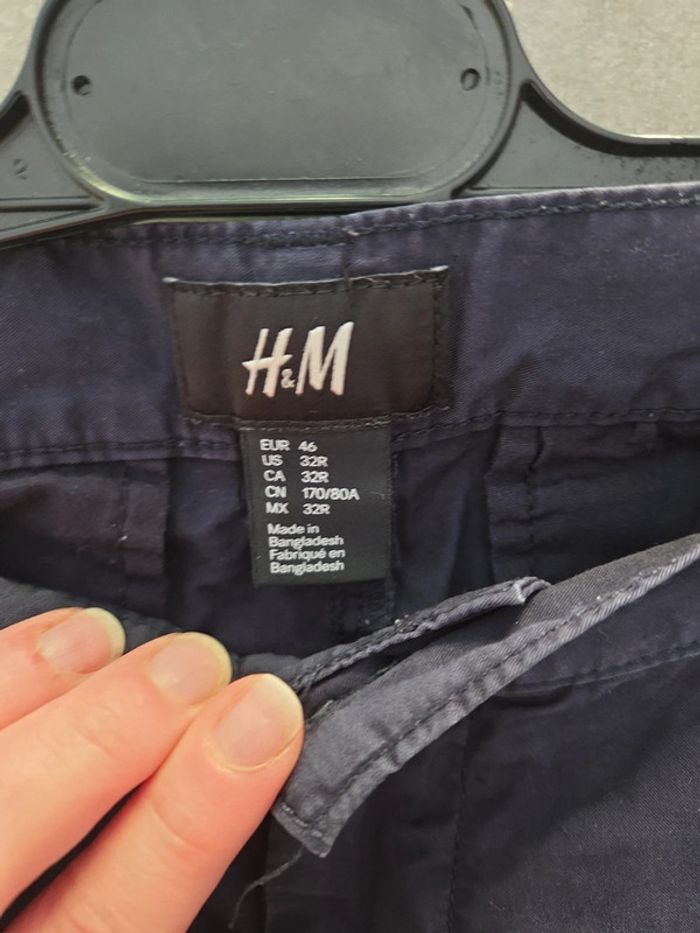 H&M
EUR 46
US 32R
CA 32R
CN 170/80A
MX 32R
Made in
Bangladesh
Fabriqué en
Bangladesh